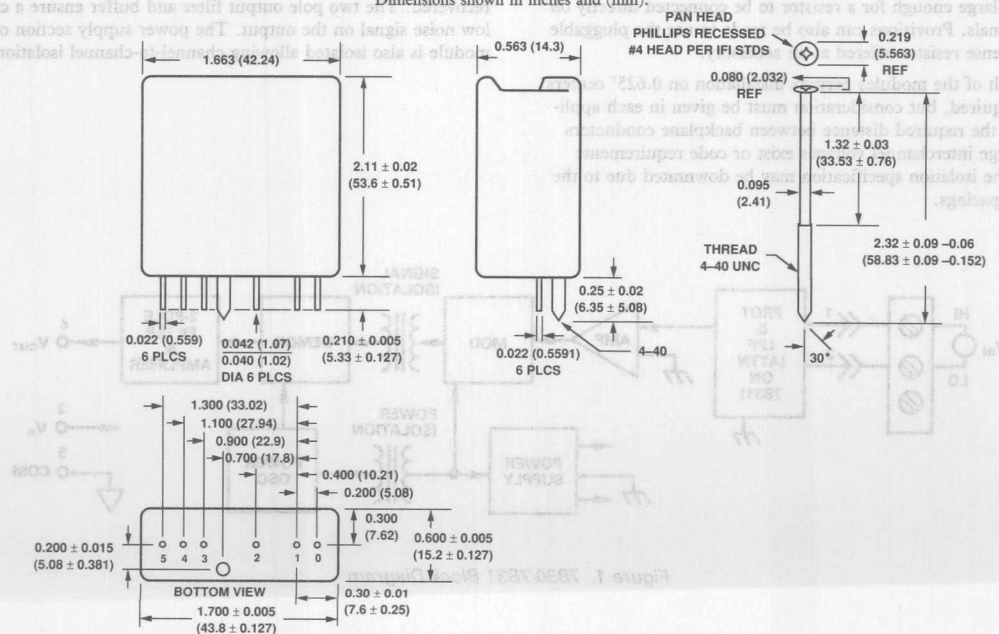 Dimensions shown in inches and (mm).
1.663 (42.24)
0.563 (14.3)
PAN HEAD
PHILLIPS RECESSED
#4 HEAD PER IFI STDS
0.219
(5.563)
REF
0.080 (2.032)
REF
2.11 ± 0.02
(53.6 ± 0.51)
1.32 ± 0.03
(33.53 ± 0.76)
0.095
(2.41)
THREAD
4–40 UNC
2.32 ± 0.09 –0.06
(58.83 ± 0.09 –0.152)
0.25 ± 0.02
(6.35 ± 5.08)
0.022 (0.559)
6 PLCS
0.042 (1.07)
0.040 (1.02)
DIA 6 PLCS
0.210 ± 0.005
(5.33 ± 0.127)
0.022 (0.5591)
6 PLCS
4–40
30°
1.300 (33.02)
1.100 (27.94)
0.900 (22.9)
0.700 (17.8)
0.400 (10.21)
0.200 (5.08)
0.300
(7.62)
0.600 ± 0.005
(15.2 ± 0.127)
0.200 ± 0.015
(5.08 ± 0.381)
5 4 3 2 1 0
BOTTOM VIEW
0.30 ± 0.01
(7.6 ± 0.25)
1.700 ± 0.005
(43.8 ± 0.127)